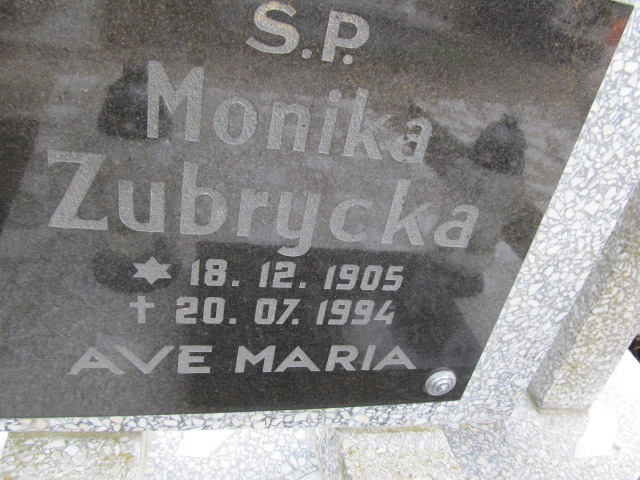 S.P.
Monika
Zubrycka
* 18. 12. 1905
† 20. 07. 1994
AVE MARIA